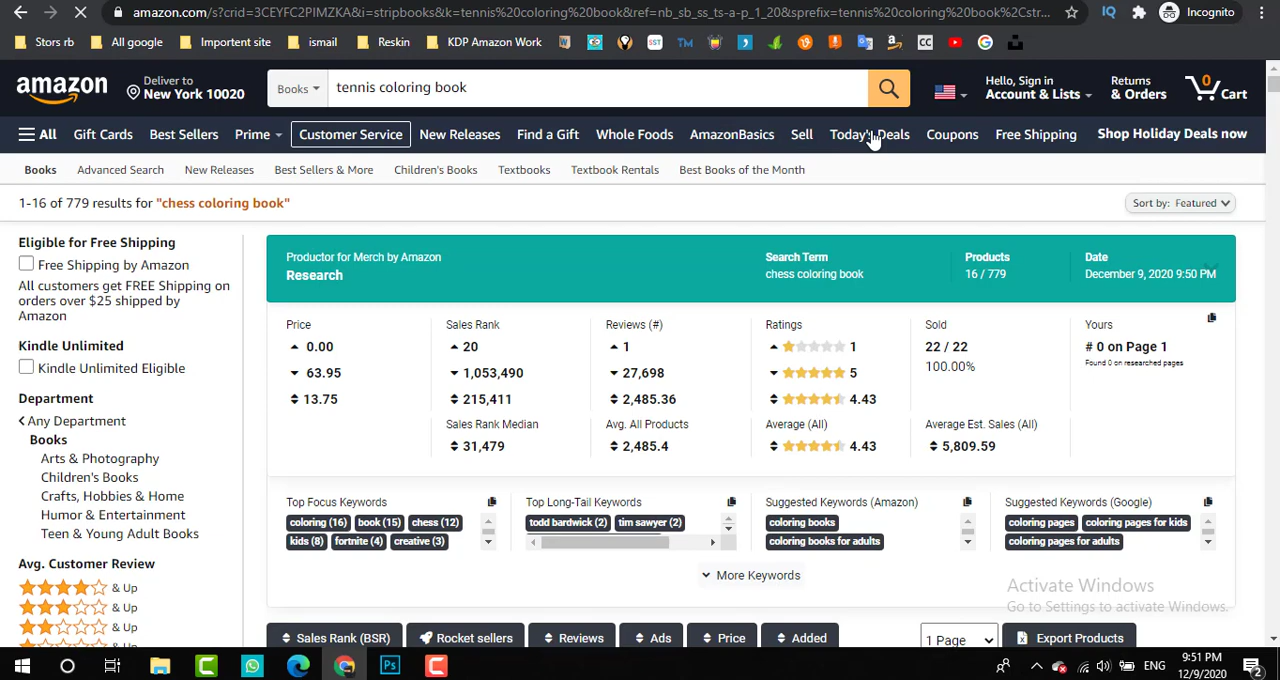 amazon.com/s?crid=3CEYFC2PIMZKA&i=stripbooks&k=tennis%20coloring%20book&ref=nb_sb_ss_ts-a-p_1_20&sprefix=tennis%20coloring%20book%2Cstr...
IQ
Incognito
Stors rb
All google
Importent site
ismail
Reskin
KDP Amazon Work
SST
TM
CC
amazon
Deliver to
New York 10020
Books
tennis coloring book
Hello, Sign in
Account & Lists
Returns
& Orders
0
Cart
All
Gift Cards
Best Sellers
Prime
Customer Service
New Releases
Find a Gift
Whole Foods
AmazonBasics
Sell
Today's Deals
Coupons
Free Shipping
Shop Holiday Deals now
Books
Advanced Search
New Releases
Best Sellers & More
Children's Books
Textbooks
Textbook Rentals
Best Books of the Month
1-16 of 779 results for "chess coloring book"
Sort by: Featured
Eligible for Free Shipping
Free Shipping by Amazon
All customers get FREE Shipping on
orders over $25 shipped by
Amazon
Kindle Unlimited
Kindle Unlimited Eligible
Department
Any Department
Books
Arts & Photography
Children's Books
Crafts, Hobbies & Home
Humor & Entertainment
Teen & Young Adult Books
Avg. Customer Review
& Up
& Up
& Up
Productor for Merch by Amazon
Research
Search Term
chess coloring book
Products
16 / 779
Date
December 9, 2020 9:50 PM
Price
0.00
63.95
13.75
Sales Rank
20
1,053,490
215,411
Sales Rank Median
31,479
Reviews (#)
1
27,698
2,485.36
Avg. All Products
2,485.4
Ratings
1
5
4.43
Average (All)
4.43
Sold
22 / 22
100.00%
Average Est. Sales (All)
5,809.59
Yours
# 0 on Page 1
Found 0 on researched pages
Top Focus Keywords
coloring (16) book (15) chess (12)
kids (8) fortnite (4) creative (3)
Top Long-Tail Keywords
todd bardwick (2) tim sawyer (2)
Suggested Keywords (Amazon)
coloring books
coloring books for adults
Suggested Keywords (Google)
coloring pages coloring pages for kids
coloring pages for adults
More Keywords
Activate Windows
Go to Settings to activate Windows.
Sales Rank (BSR)
Rocket sellers
Reviews
Ads
Price
Added
1 Page
Export Products
Ps
ENG
9:51 PM
12/9/2020
2